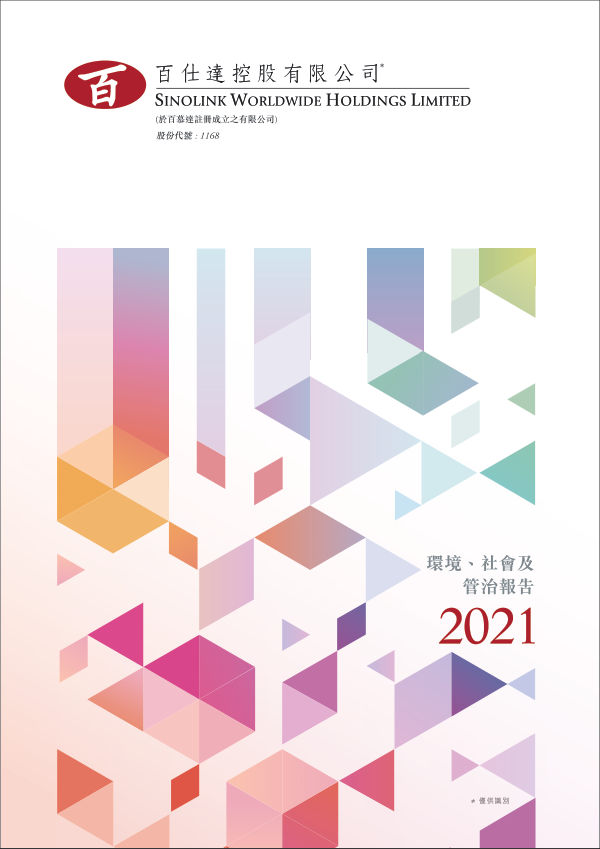 百
百仕達控股有限公司*
SINOLINK WORLDWIDE HOLDINGS LIMITED
(於百慕達註冊成立之有限公司)
股份代號 : 1168
環境、社會及
管治報告
2021
* 僅供識別